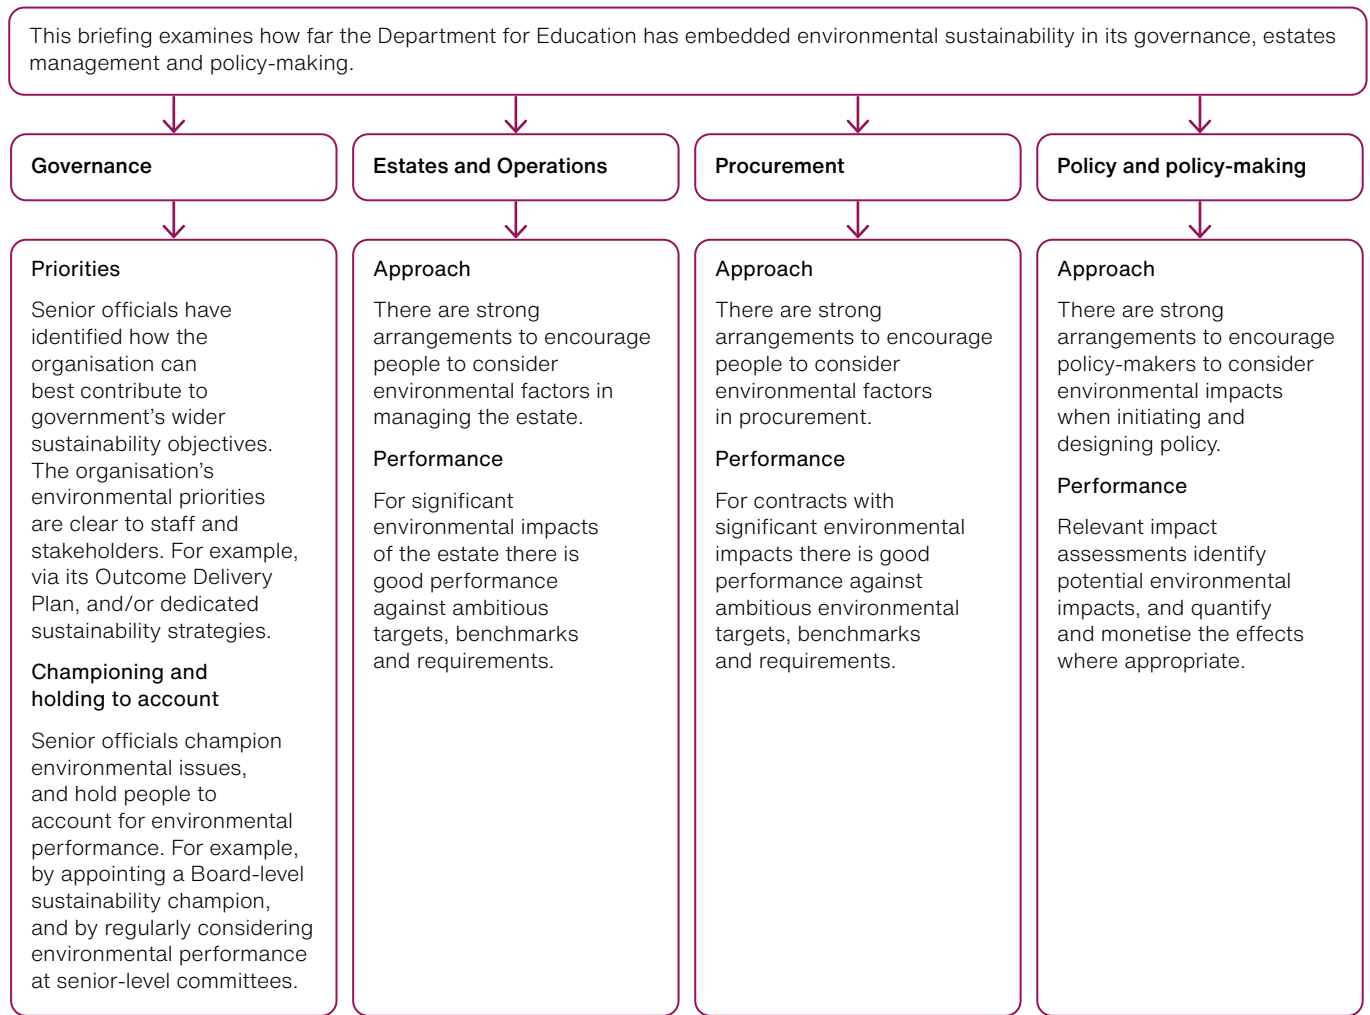 This briefing examines how far the Department for Education has embedded environmental sustainability in its governance, estates
management and policy-making.
Governance
Priorities
Senior officials have
identified how the
organisation can
best contribute to
government’s wider
sustainability objectives.
The organisation’s
environmental priorities
are clear to staff and
stakeholders. For example,
via its Outcome Delivery
Plan, and/or dedicated
sustainability strategies.
Championing and
holding to account
Senior officials champion
environmental issues,
and hold people to
account for environmental
performance. For example,
by appointing a Board-level
sustainability champion,
and by regularly considering
environmental performance
at senior-level committees.
Estates and Operations
Approach
There are strong
arrangements to encourage
people to consider
environmental factors in
managing the estate.
Performance
For significant
environmental impacts
of the estate there is
good performance
against ambitious
targets, benchmarks
and requirements.
Procurement
Approach
There are strong
arrangements to encourage
people to consider
environmental factors
in procurement.
Performance
For contracts with
significant environmental
impacts there is good
performance against
ambitious environmental
targets, benchmarks
and requirements.
Policy and policy-making
Approach
There are strong
arrangements to encourage
policy-makers to consider
environmental impacts
when initiating and
designing policy.
Performance
Relevant impact
assessments identify
potential environmental
impacts, and quantify
and monetise the effects
where appropriate.